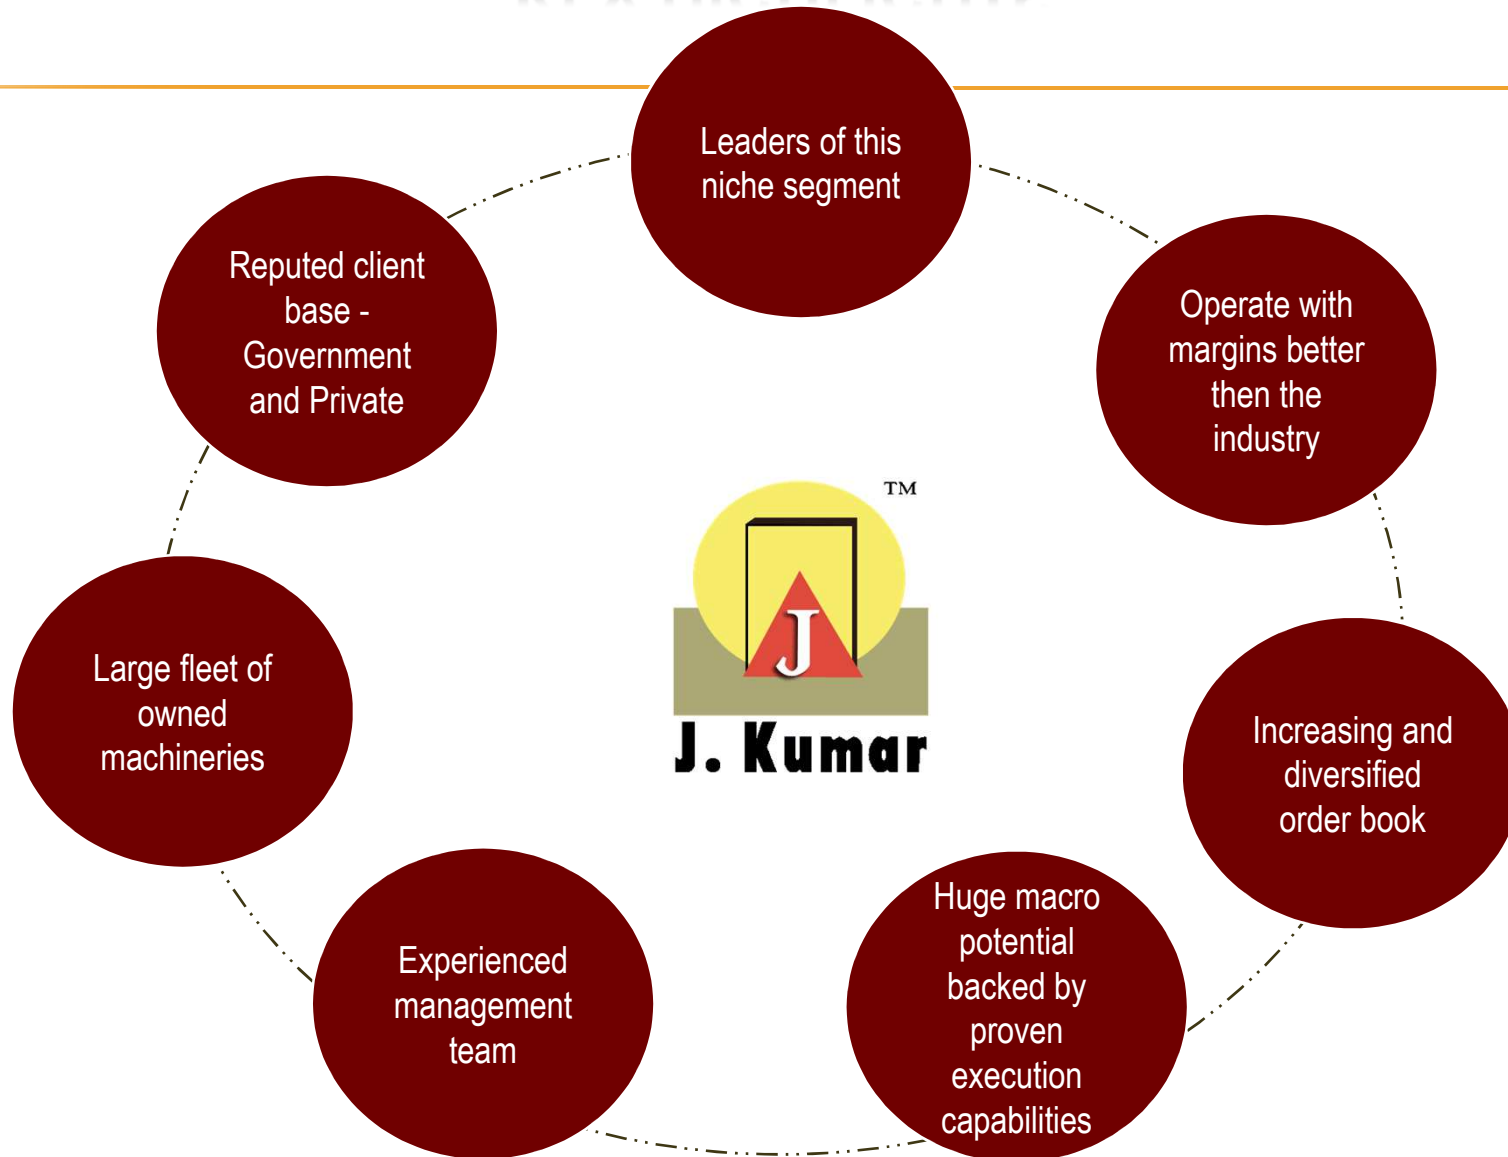 Leaders of this
niche segment
Operate with
margins better
then the
industry
Increasing and
diversified
order book
Huge macro
potential
backed by
proven
execution
capabilities
Experienced
management
team
Large fleet of
owned
machineries
Reputed client
base -
Government
and Private
TM
J
J. Kumar